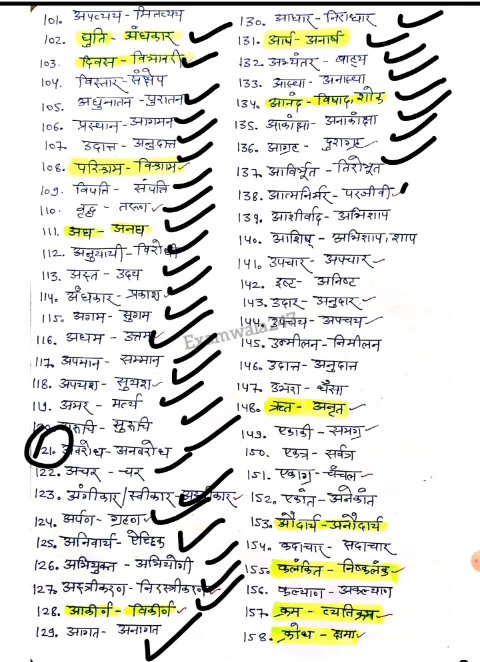 101. अपव्यय - मितव्यय
102. द्युति - अंधकार
103. दिवस - विभावरी
104. विस्तार - संक्षेप
105. अधुनातन - पुरातन
106. प्रस्थान - आगमन
107. उदात्त - अनुदात्त
108. परिश्रम - विश्राम
109. विपत्ति - संपत्ति
110. वृद्ध - तरुण
111. अघ - अनघ
112. अनुयायी - विरोधी
113. अस्त - उदय
114. अंधकार - प्रकाश
115. अगम - सुगम
116. अधम - उत्तम
117. अपमान - सम्मान
118. अपयश - सुयश
119. अमर - मर्त्य
120. अरुचि - सुरुचि
121. अवरोध - अनवरोध
122. अचर - चर
123. अंगीकार/स्वीकार - अस्वीकार
124. अर्पण - ग्रहण
125. अनिवार्य - ऐच्छिक
126. अभियुक्त - अभियोगी
127. अस्त्रीकरण - निरस्त्रीकरण
128. आकीर्ण - विकीर्ण
129. आगत - अनागत
130. आधार - निराधार
131. आर्ष - अनार्ष
132. अभ्यंतर - बाह्य
133. आस्था - अनास्था
134. आनंद - विषाद, शोक
135. आकांक्षा - अनाकांक्षा
136. आग्रह - दुराग्रह
137. आविर्भूत - तिरोभूत
138. आत्मनिर्भर - परजीवी
139. आशीर्वाद - अभिशाप
140. आशिष् - अभिशाप, शाप
141. उपचार - अपचार
142. इष्ट - अनिष्ट
143. उदार - अनुदार
144. उपचय - अपचय
145. उन्मीलन - निमीलन
146. उदात्त - अनुदात्त
147. उभरा - धँसा
148. ऋत - अनृत
149. एकाकी - समग्र
150. एकत्र - सर्वत्र
151. एकाग्र - चंचल
152. एकांत - अनेकांत
153. औदार्य - अनौदार्य
154. कदाचार - सदाचार
155. कलंकित - निष्कलंक
156. कल्याण - अकल्याण
157. क्रम - व्यतिक्रम
158. क्रोध - क्षमा
Examwala247